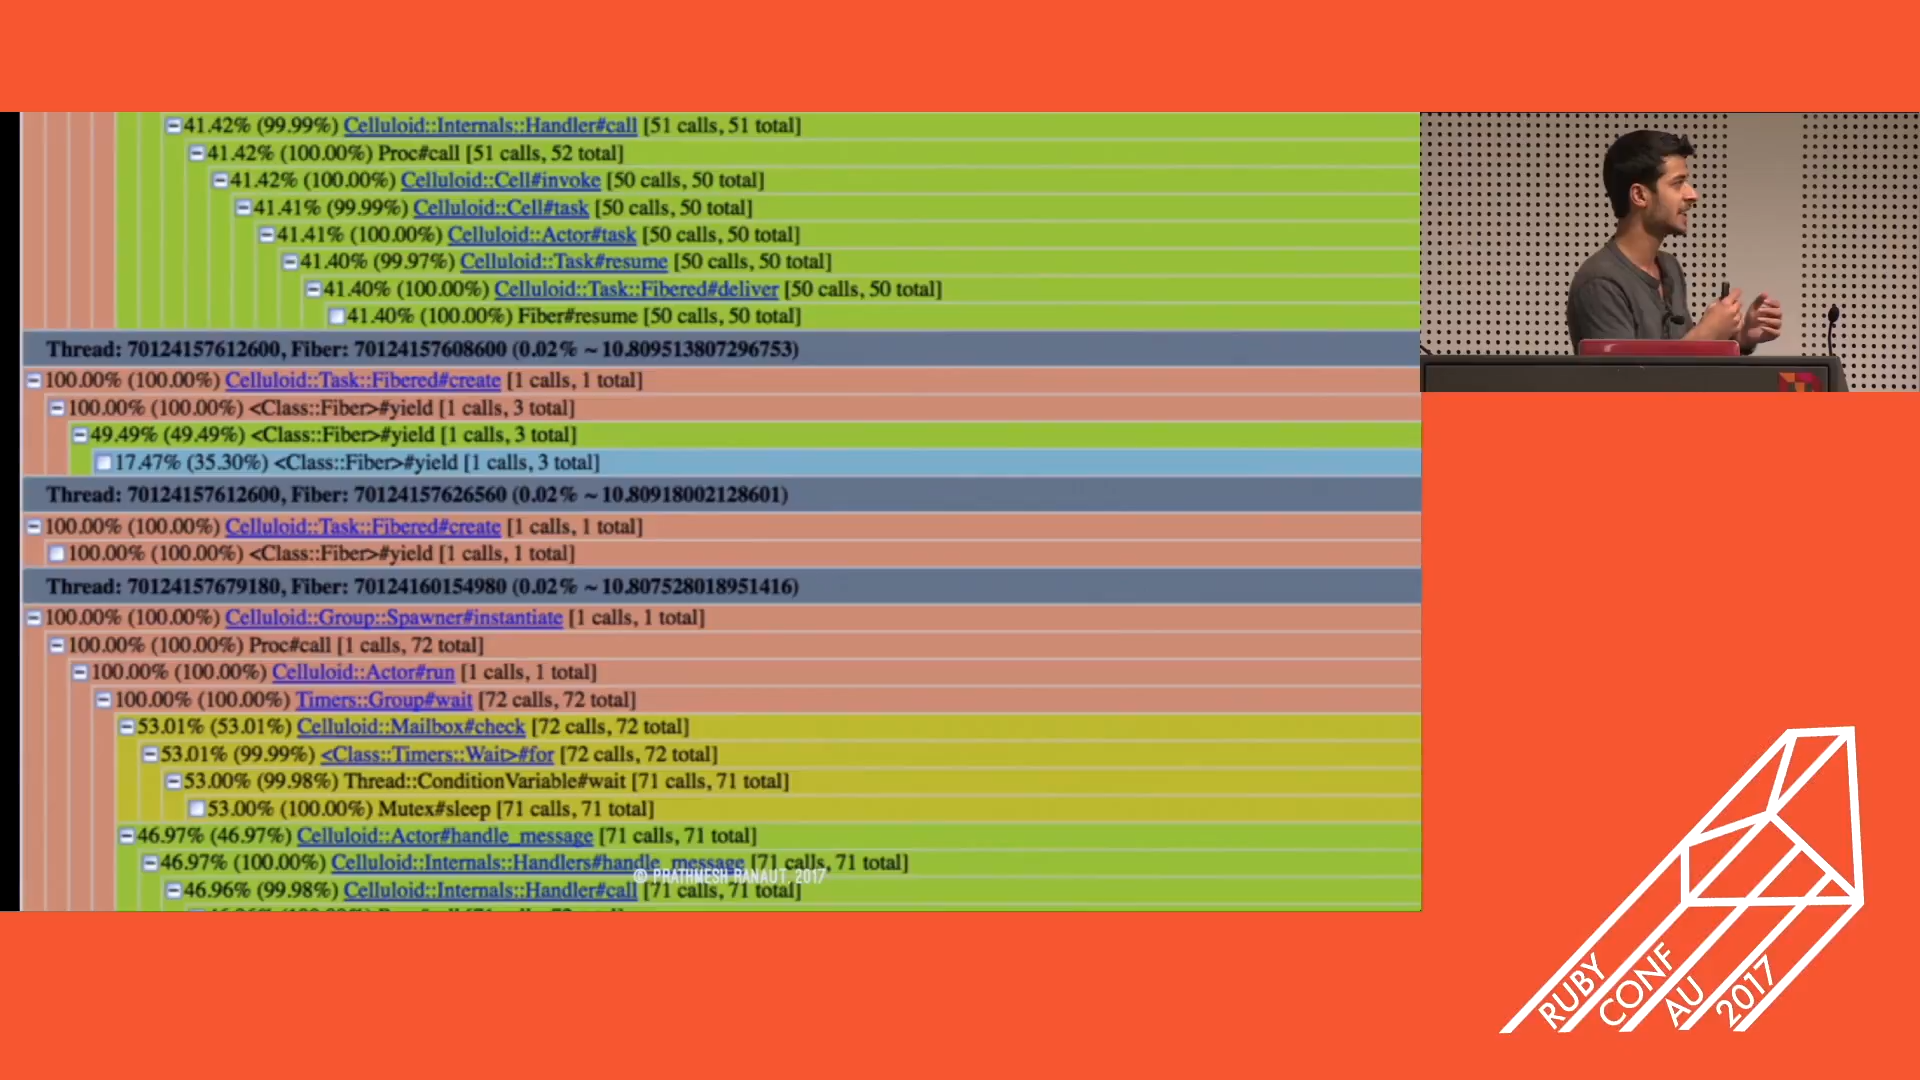 41.42% (99.99%) Celluloid::Internals::Handler#call [51 calls, 51 total]
41.42% (100.00%) Proc#call [51 calls, 52 total]
41.42% (100.00%) Celluloid::Cell#invoke [50 calls, 50 total]
41.41% (99.99%) Celluloid::Cell#task [50 calls, 50 total]
41.41% (100.00%) Celluloid::Actor#task [50 calls, 50 total]
41.40% (99.97%) Celluloid::Task#resume [50 calls, 50 total]
41.40% (100.00%) Celluloid::Task::Fibered#deliver [50 calls, 50 total]
41.40% (100.00%) Fiber#resume [50 calls, 50 total]
Thread: 70124157612600, Fiber: 70124157608600 (0.02% ~ 10.809513807296753)
100.00% (100.00%) Celluloid::Task::Fibered#create [1 calls, 1 total]
100.00% (100.00%) <Class::Fiber>#yield [1 calls, 3 total]
49.49% (49.49%) <Class::Fiber>#yield [1 calls, 3 total]
17.47% (35.30%) <Class::Fiber>#yield [1 calls, 3 total]
Thread: 70124157612600, Fiber: 70124157626560 (0.02% ~ 10.80918002128601)
100.00% (100.00%) Celluloid::Task::Fibered#create [1 calls, 1 total]
100.00% (100.00%) <Class::Fiber>#yield [1 calls, 1 total]
Thread: 70124157679180, Fiber: 70124160154980 (0.02% ~ 10.807528018951416)
100.00% (100.00%) Celluloid::Group::Spawner#instantiate [1 calls, 1 total]
100.00% (100.00%) Proc#call [1 calls, 72 total]
100.00% (100.00%) Celluloid::Actor#run [1 calls, 1 total]
100.00% (100.00%) Timers::Group#wait [72 calls, 72 total]
53.01% (53.01%) Celluloid::Mailbox#check [72 calls, 72 total]
53.01% (99.99%) <Class::Timers::Wait>#for [72 calls, 72 total]
53.00% (99.98%) Thread::ConditionVariable#wait [71 calls, 71 total]
53.00% (100.00%) Mutex#sleep [71 calls, 71 total]
46.97% (46.97%) Celluloid::Actor#handle_message [71 calls, 71 total]
46.97% (100.00%) Celluloid::Internals::Handlers#handle_message [71 calls, 71 total]
© PRATHMESH RANAUT, 2017
46.96% (99.98%) Celluloid::Internals::Handler#call [71 calls, 71 total]
RUBY
CONF
AU
2017